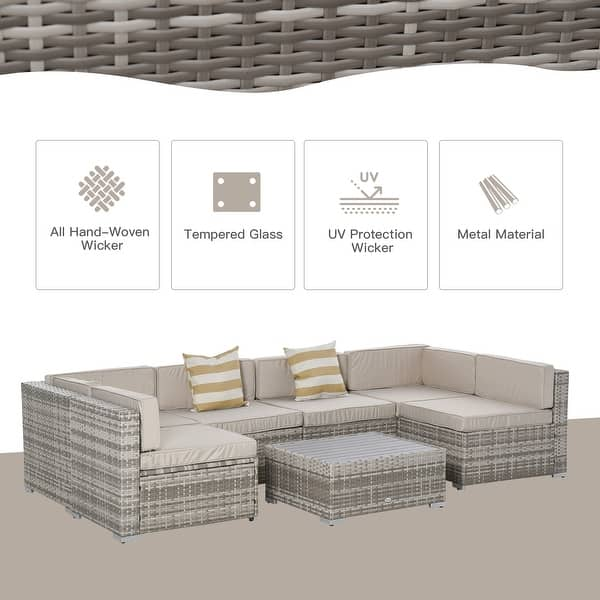 All Hand-Woven
Wicker
Tempered Glass
UV
UV Protection
Wicker
Metal Material